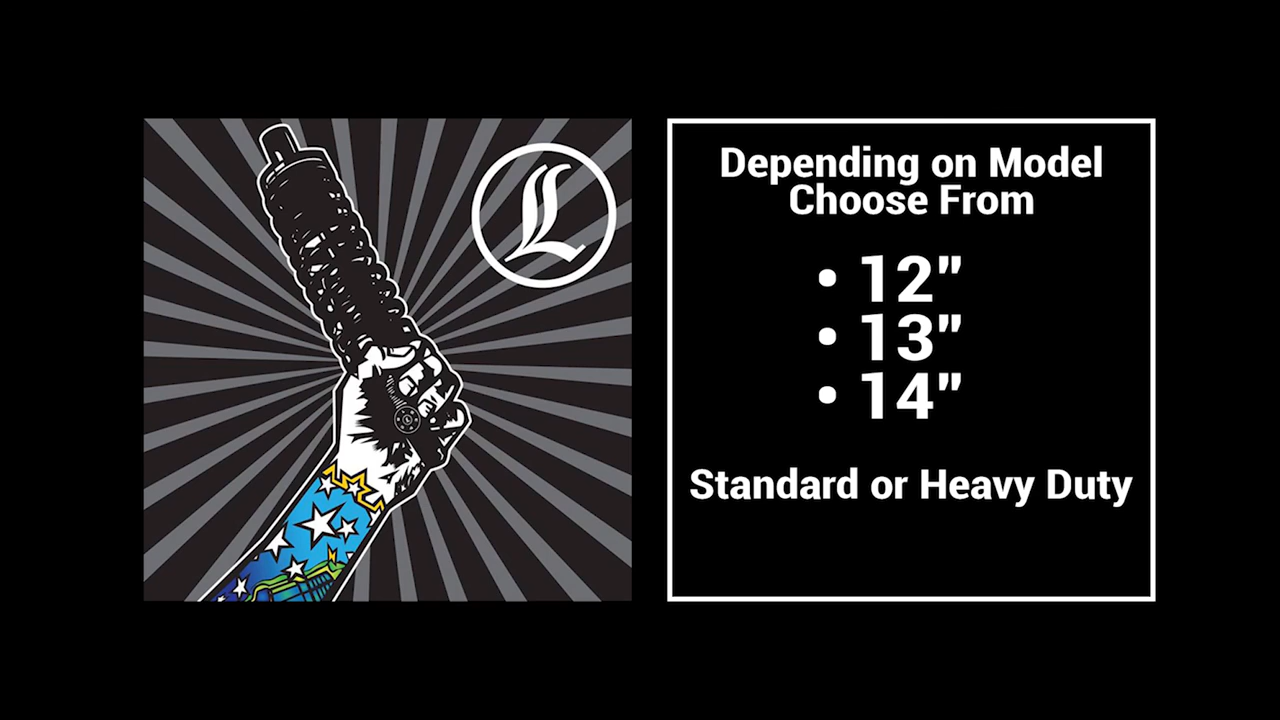 L
Depending on Model
Choose From
• 12"
• 13"
• 14"
Standard or Heavy Duty